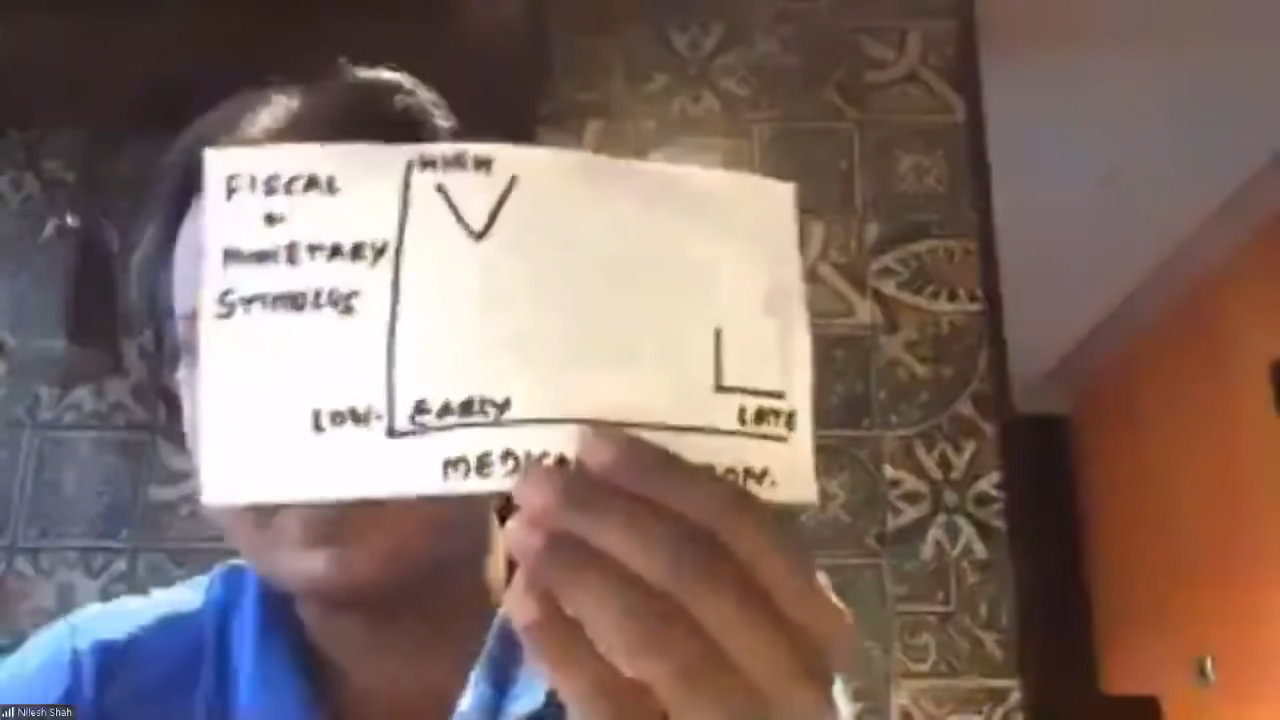 FISCAL
&
MONETARY
STIMULUS
HIGH
V
L
LOW.
EARLY
LATE
Nilesh Shah